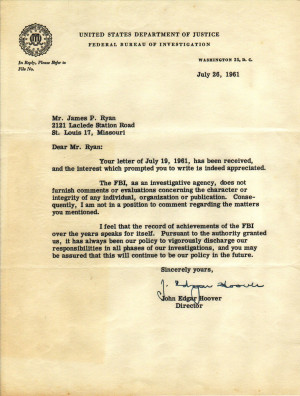 UNITED STATES DEPARTMENT OF JUSTICE
FEDERAL BUREAU OF INVESTIGATION
WASHINGTON 25, D. C.
In Reply, Please Refer to
File No.
July 26, 1961
Mr. James P. Ryan
2121 Laclede Station Road
St. Louis 17, Missouri
Dear Mr. Ryan:
Your letter of July 19, 1961, has been received,
and the interest which prompted you to write is indeed appreciated.
The FBI, as an investigative agency, does not
furnish comments or evaluations concerning the character or
integrity of any individual, organization or publication. Conse-
quently, I am not in a position to comment regarding the matters
you mentioned.
I feel that the record of achievements of the FBI
over the years speaks for itself. Pursuant to the authority granted
us, it has always been our policy to vigorously discharge our
responsibilities in all phases of our investigations, and you may
be assured that this will continue to be our policy in the future.
Sincerely yours,
J. Edgar Hoover
John Edgar Hoover
Director